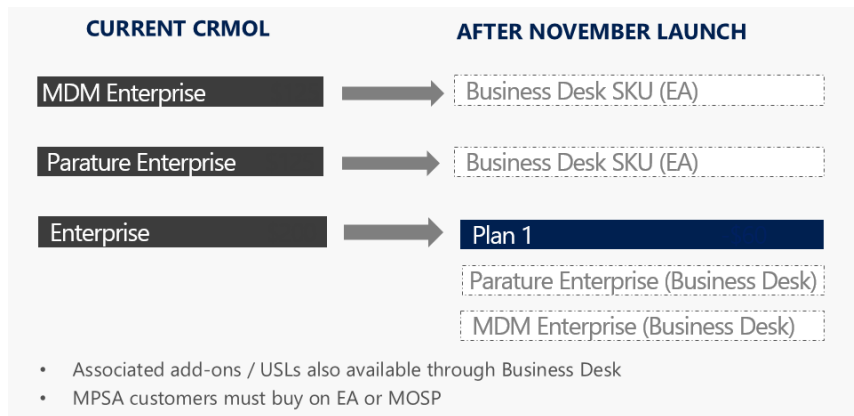 CURRENT CRMOL
AFTER NOVEMBER LAUNCH
MDM Enterprise
Business Desk SKU (EA)
Parature Enterprise
Business Desk SKU (EA)
Enterprise
Plan 1
Parature Enterprise (Business Desk)
MDM Enterprise (Business Desk)
• Associated add-ons / USLs also available through Business Desk
• MPSA customers must buy on EA or MOSP